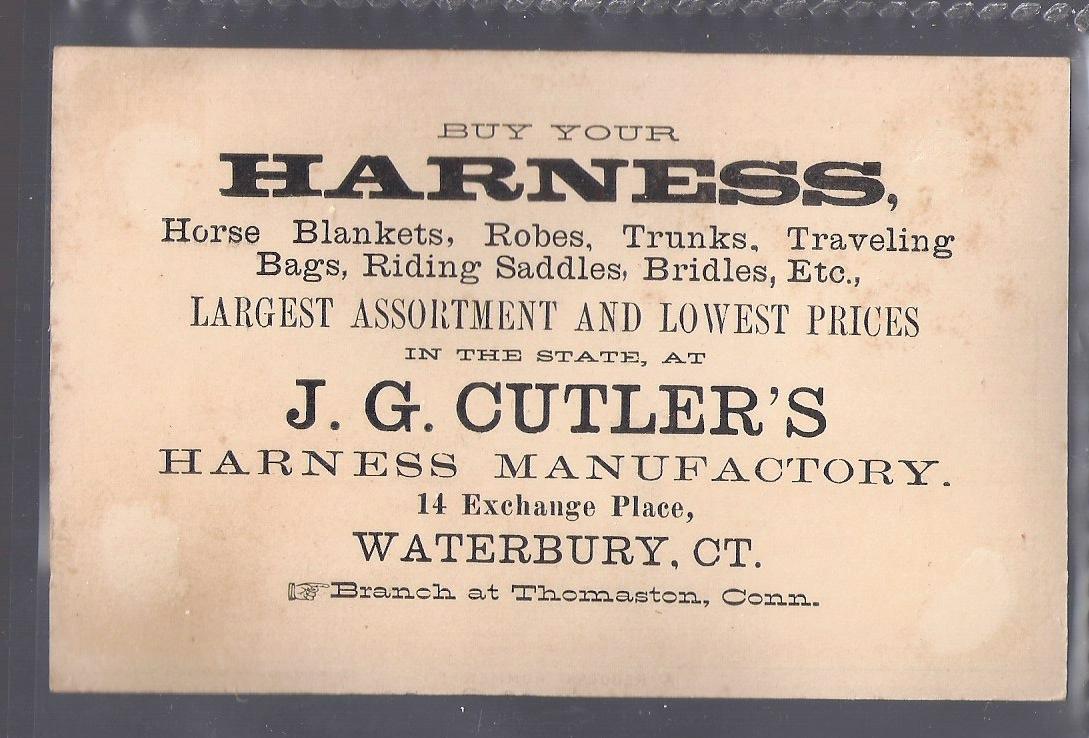 BUY YOUR
HARNESS,
Horse Blankets, Robes, Trunks, Traveling
Bags, Riding Saddles, Bridles, Etc.,
LARGEST ASSORTMENT AND LOWEST PRICES
IN THE STATE, AT
J. G. CUTLER'S
HARNESS MANUFACTORY.
14 Exchange Place,
WATERBURY, CT.
☞Branch at Thomaston, Conn.